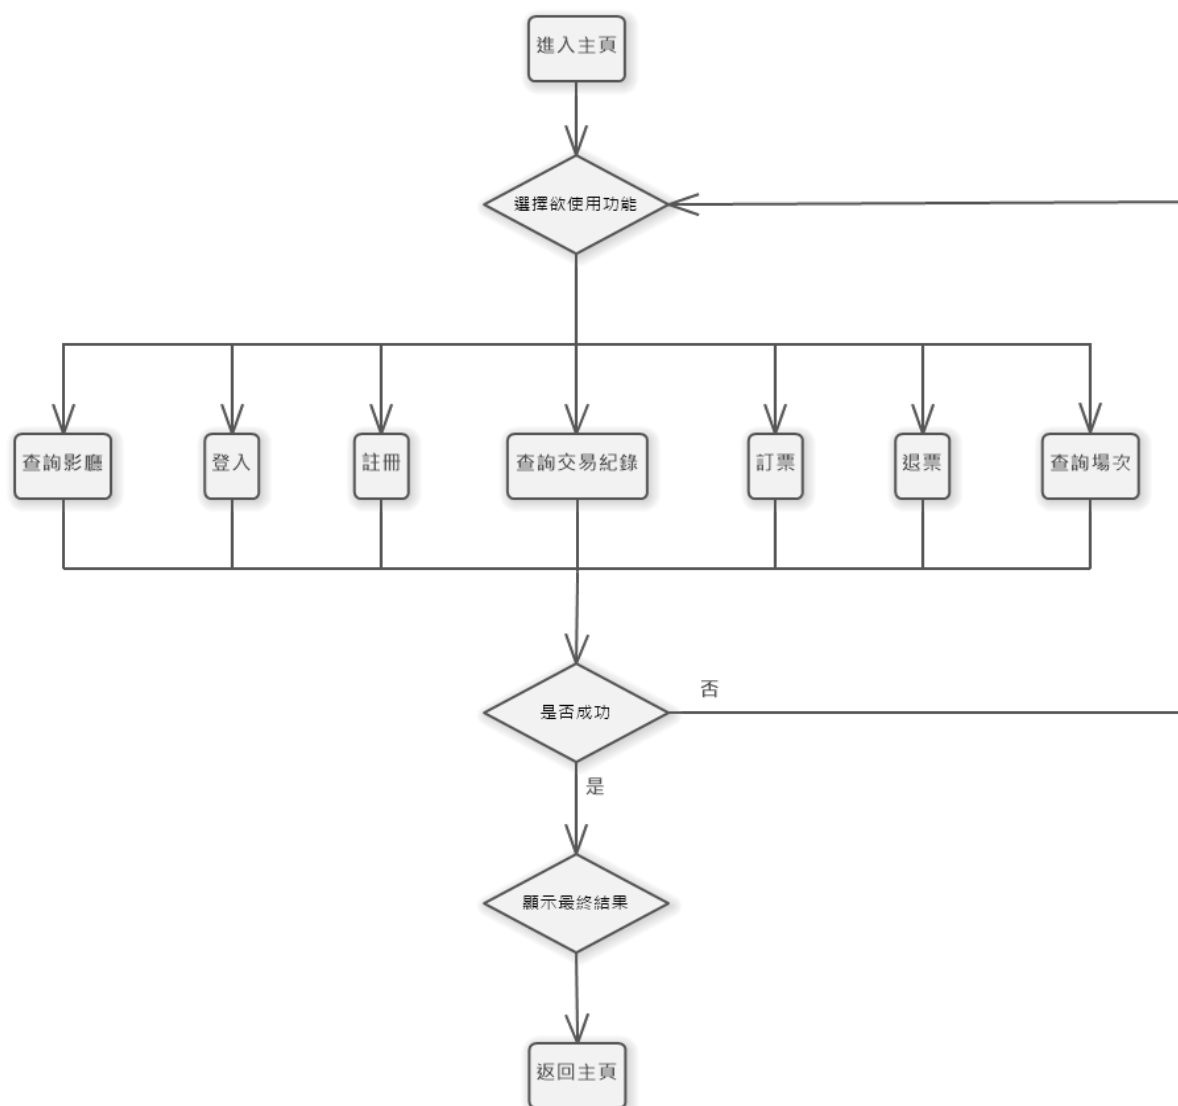 進入主頁
選擇欲使用功能
查詢影廳
登入
註冊
查詢交易紀錄
訂票
退票
查詢場次
是否成功
否
是
顯示最終結果
返回主頁